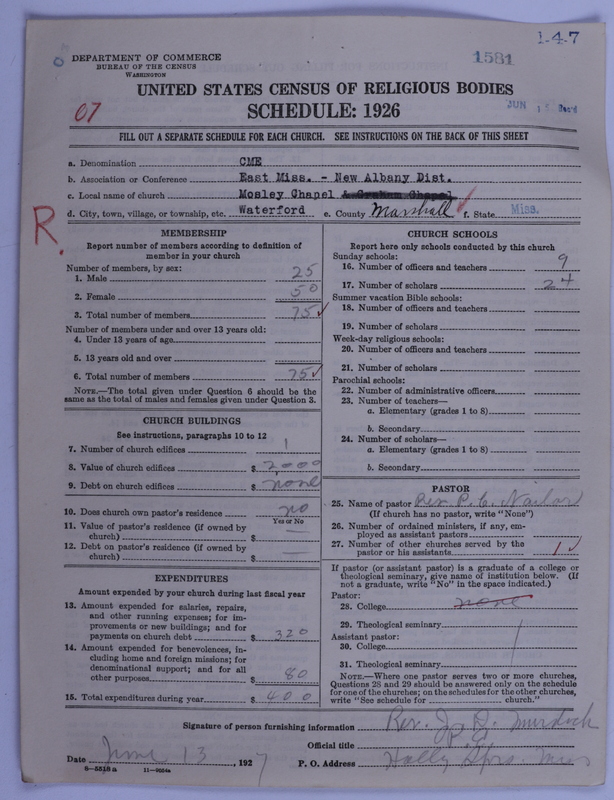 1-4-7
DEPARTMENT OF COMMERCE
BUREAU OF THE CENSUS
WASHINGTON
1581
UNITED STATES CENSUS OF RELIGIOUS BODIES
SCHEDULE: 1926
07
JUN 15 Rec'd
FILL OUT A SEPARATE SCHEDULE FOR EACH CHURCH. SEE INSTRUCTIONS ON THE BACK OF THIS SHEET
a. Denomination CME
b. Association or Conference East Miss. - New Albany Dist.
c. Local name of church Mosley Chapel & Graham Chapel
d. City, town, village, or township, etc. Waterford e. County Marshall f. State Miss.
R.
MEMBERSHIP
Report number of members according to definition of
member in your church
Number of members, by sex:
1. Male 25
2. Female 50
3. Total number of members 75
Number of members under and over 13 years old:
4. Under 13 years of age
5. 13 years old and over
6. Total number of members 75
NOTE.—The total given under Question 6 should be
same as the total of males and females given under Question 3.
CHURCH BUILDINGS
See instructions, paragraphs 10 to 12
7. Number of church edifices 1
8. Value of church edifices $ 2,000
9. Debt on church edifices $ none
10. Does church own pastor's residence no
Yes or No
11. Value of pastor's residence (if owned by
church) $
12. Debt on pastor's residence (if owned by
church) $
EXPENDITURES
Amount expended by your church during last fiscal year
13. Amount expended for salaries, repairs,
and other running expenses; for im-
provements or new buildings; and for
payments on church debt $ 320
14. Amount expended for benevolences, in-
cluding home and foreign missions; for
denominational support; and for all
other purposes $ 80
15. Total expenditures during year $ 400
CHURCH SCHOOLS
Report here only schools conducted by this church
Sunday schools:
16. Number of officers and teachers 9
17. Number of scholars 24
Summer vacation Bible schools:
18. Number of officers and teachers
19. Number of scholars
Week-day religious schools:
20. Number of officers and teachers
21. Number of scholars
Parochial schools:
22. Number of administrative officers
23. Number of teachers—
a. Elementary (grades 1 to 8)
b. Secondary
24. Number of scholars—
a. Elementary (grades 1 to 8)
b. Secondary
PASTOR
25. Name of pastor Rev. P. C. Nailor
(If church has no pastor, write "None")
26. Number of ordained ministers, if any, em-
ployed as assistant pastors
27. Number of other churches served by the
pastor or his assistants 1
If pastor (or assistant pastor) is a graduate of a college or
theological seminary, give name of institution below. (If
not a graduate, write "No" in the space indicated.)
Pastor:
28. College none
29. Theological seminary
Assistant pastor:
30. College
31. Theological seminary
NOTE.—Where one pastor serves two or more churches,
Questions 28 and 29 should be answered only on the schedule
for one of the churches; on the schedules for the other churches,
write "See schedule for church."
Signature of person furnishing information Rev. Murdock
Official title
Date June 13, 1927 P. O. Address Holly Sprs Miss
8-5518 a 11-9054a